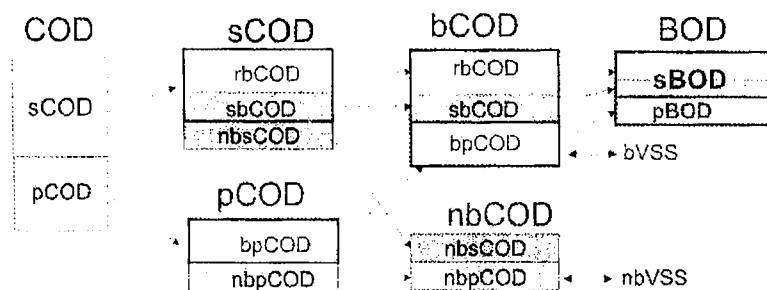 COD
sCOD
bCOD
BOD
sCOD
pCOD
rbCOD
sbCOD
nbsCOD
rbCOD
sbCOD
bpCOD
sBOD
pBOD
bVSS
pCOD
bpCOD
nbpCOD
nbCOD
nbsCOD
nbpCOD
nbVSS